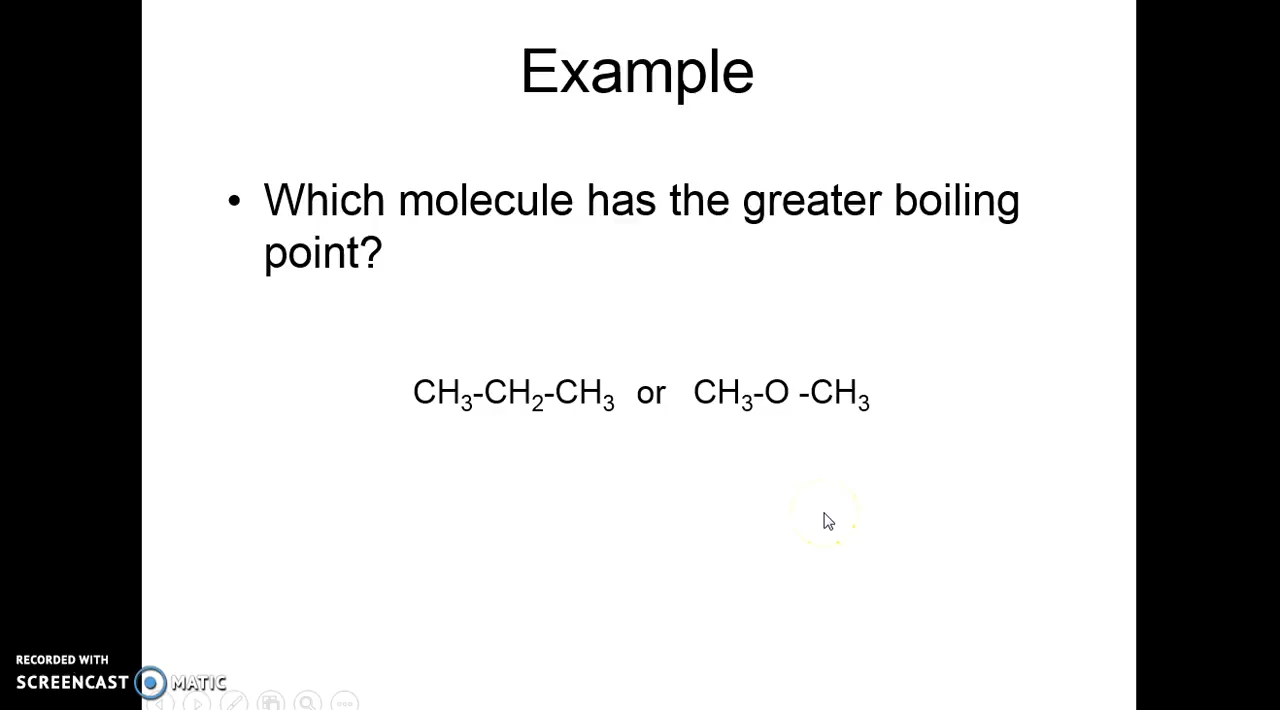 Example
• Which molecule has the greater boiling
point?
CH₃-CH₂-CH₃ or CH₃-O -CH₃
RECORDED WITH
SCREENCAST MATIC